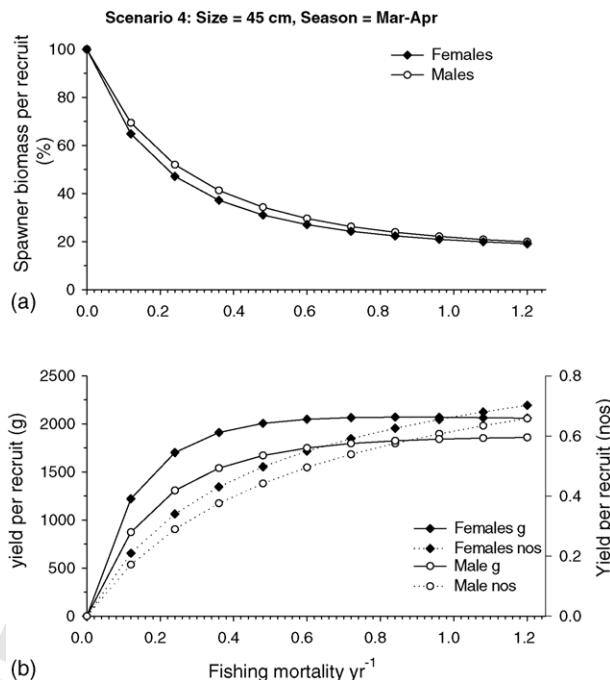 Scenario 4: Size = 45 cm, Season = Mar-Apr
Spawner biomass per recruit
(%)
100
80
60
40
20
0
Females
Males
0.0 0.2 0.4 0.6 0.8 1.0 1.2
(a)
yield per recruit (g)
2500
2000
1500
1000
500
0
Yield per recruit (nos)
0.8
0.6
0.4
0.2
0.0
Females g
Females nos
Male g
Male nos
0.0 0.2 0.4 0.6 0.8 1.0 1.2
(b)
Fishing mortality yr⁻¹